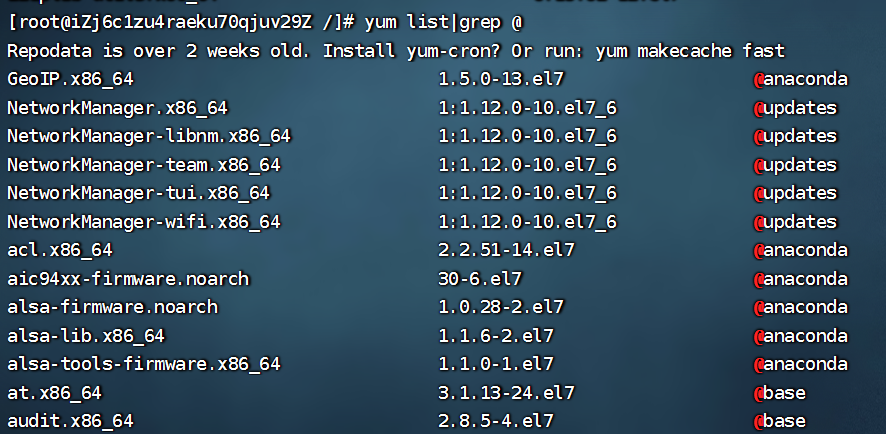 [root@iZj6c1zu4raeku70qjuv29Z /]# yum list|grep @
Repodata is over 2 weeks old. Install yum-cron? Or run: yum makecache fast
GeoIP.x86_64 1.5.0-13.el7 @anaconda
NetworkManager.x86_64 1:1.12.0-10.el7_6 @updates
NetworkManager-libnm.x86_64 1:1.12.0-10.el7_6 @updates
NetworkManager-team.x86_64 1:1.12.0-10.el7_6 @updates
NetworkManager-tui.x86_64 1:1.12.0-10.el7_6 @updates
NetworkManager-wifi.x86_64 1:1.12.0-10.el7_6 @updates
acl.x86_64 2.2.51-14.el7 @anaconda
aic94xx-firmware.noarch 30-6.el7 @anaconda
alsa-firmware.noarch 1.0.28-2.el7 @anaconda
alsa-lib.x86_64 1.1.6-2.el7 @anaconda
alsa-tools-firmware.x86_64 1.1.0-1.el7 @anaconda
at.x86_64 3.1.13-24.el7 @base
audit.x86_64 2.8.5-4.el7 @base